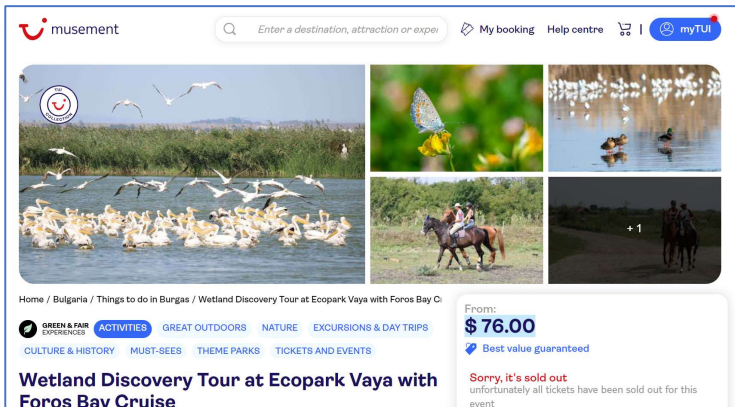 musement
Enter a destination, attraction or exper
My booking
Help centre
myTUI
TUI
COLLECTION
+ 1
Home / Bulgaria / Things to do in Burgas / Wetland Discovery Tour at Ecopark Vaya with Foros Bay C
GREEN & FAIR
EXPERIENCES
ACTIVITIES
GREAT OUTDOORS
NATURE
EXCURSIONS & DAY TRIPS
CULTURE & HISTORY
MUST-SEES
THEME PARKS
TICKETS AND EVENTS
Wetland Discovery Tour at Ecopark Vaya with
Foros Bay Cruise
From:
$ 76.00
Best value guaranteed
Sorry, it's sold out
unfortunately all tickets have been sold out for this
event